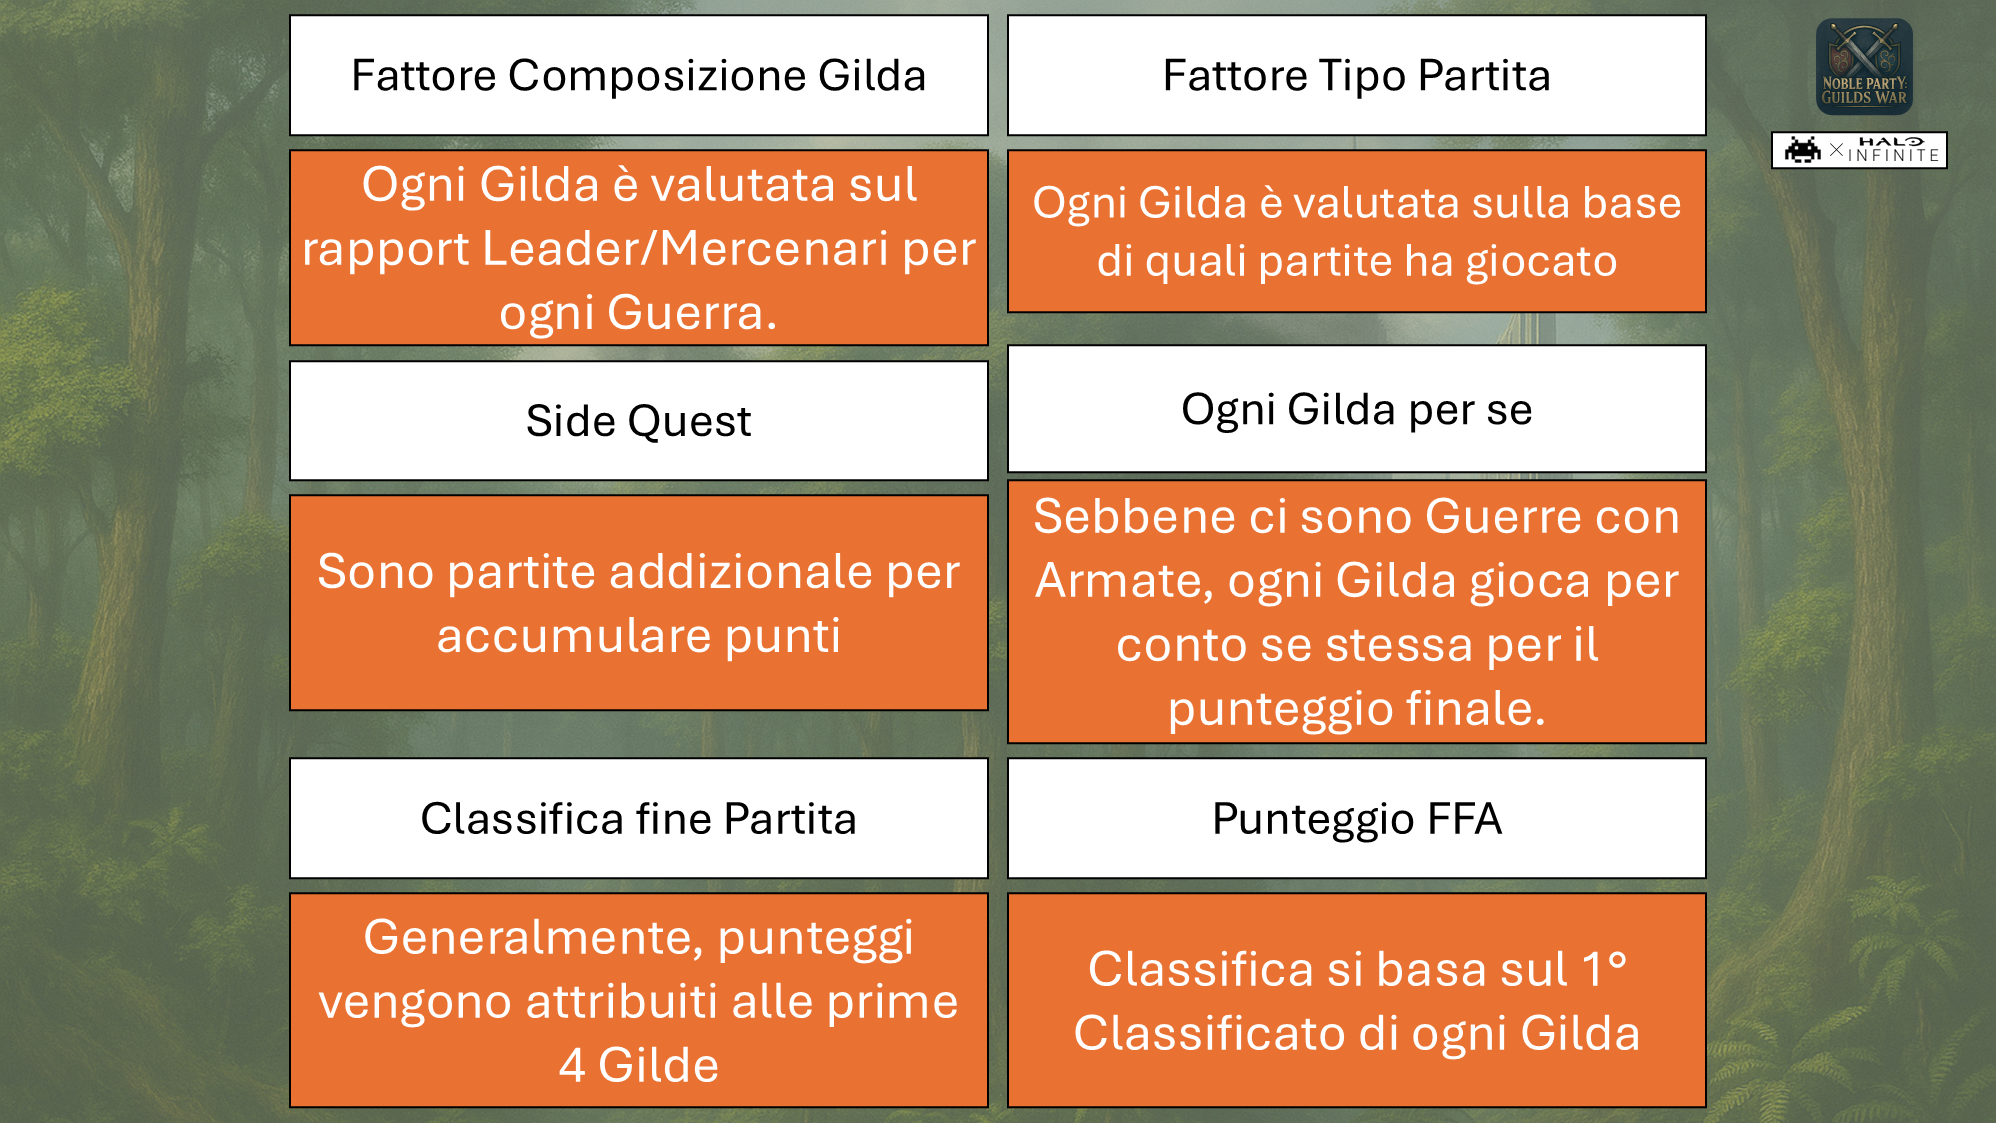 Fattore Composizione Gilda
Ogni Gilda è valutata sul
rapport Leader/Mercenari per
ogni Guerra.
Side Quest
Sono partite addizionale per
accumulare punti
Classifica fine Partita
Generalmente, punteggi
vengono attribuiti alle prime
4 Gilde
Fattore Tipo Partita
Ogni Gilda è valutata sulla base
di quali partite ha giocato
Ogni Gilda per se
Sebbene ci sono Guerre con
Armate, ogni Gilda gioca per
conto se stessa per il
punteggio finale.
Punteggio FFA
Classifica si basa sul 1°
Classificato di ogni Gilda
NOBLE PARTY:
GUILDS WAR
× HALO
INFINITE